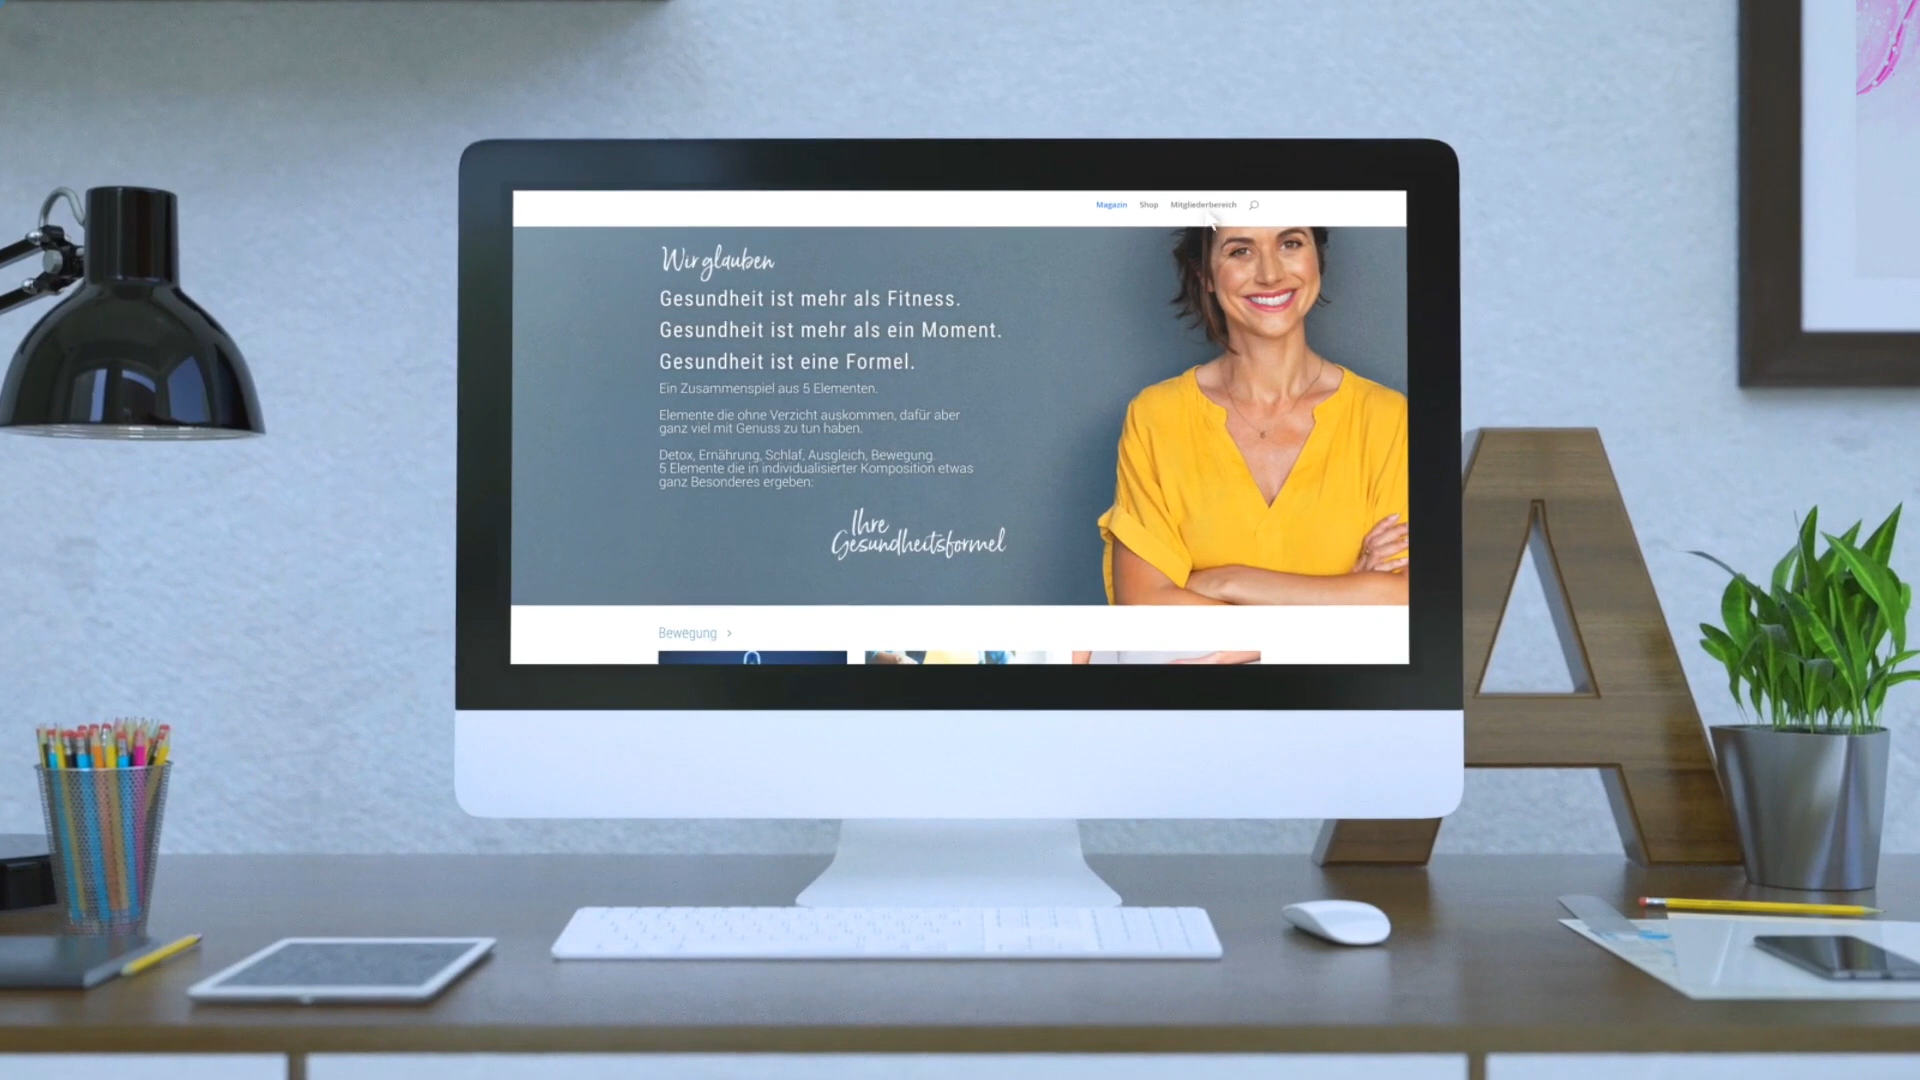 Magazin Shop Mitgliederbereich
Wir glauben
Gesundheit ist mehr als Fitness.
Gesundheit ist mehr als ein Moment.
Gesundheit ist eine Formel.
Ein Zusammenspiel aus 5 Elementen.
Elemente die ohne Verzicht auskommen, dafür aber
ganz viel mit Genuss zu tun haben.
Detox, Ernährung, Schlaf, Ausgleich, Bewegung.
5 Elemente die in individualisierter Komposition etwas
ganz Besonderes ergeben:
Ihre
Gesundheitsformel
Bewegung >
A